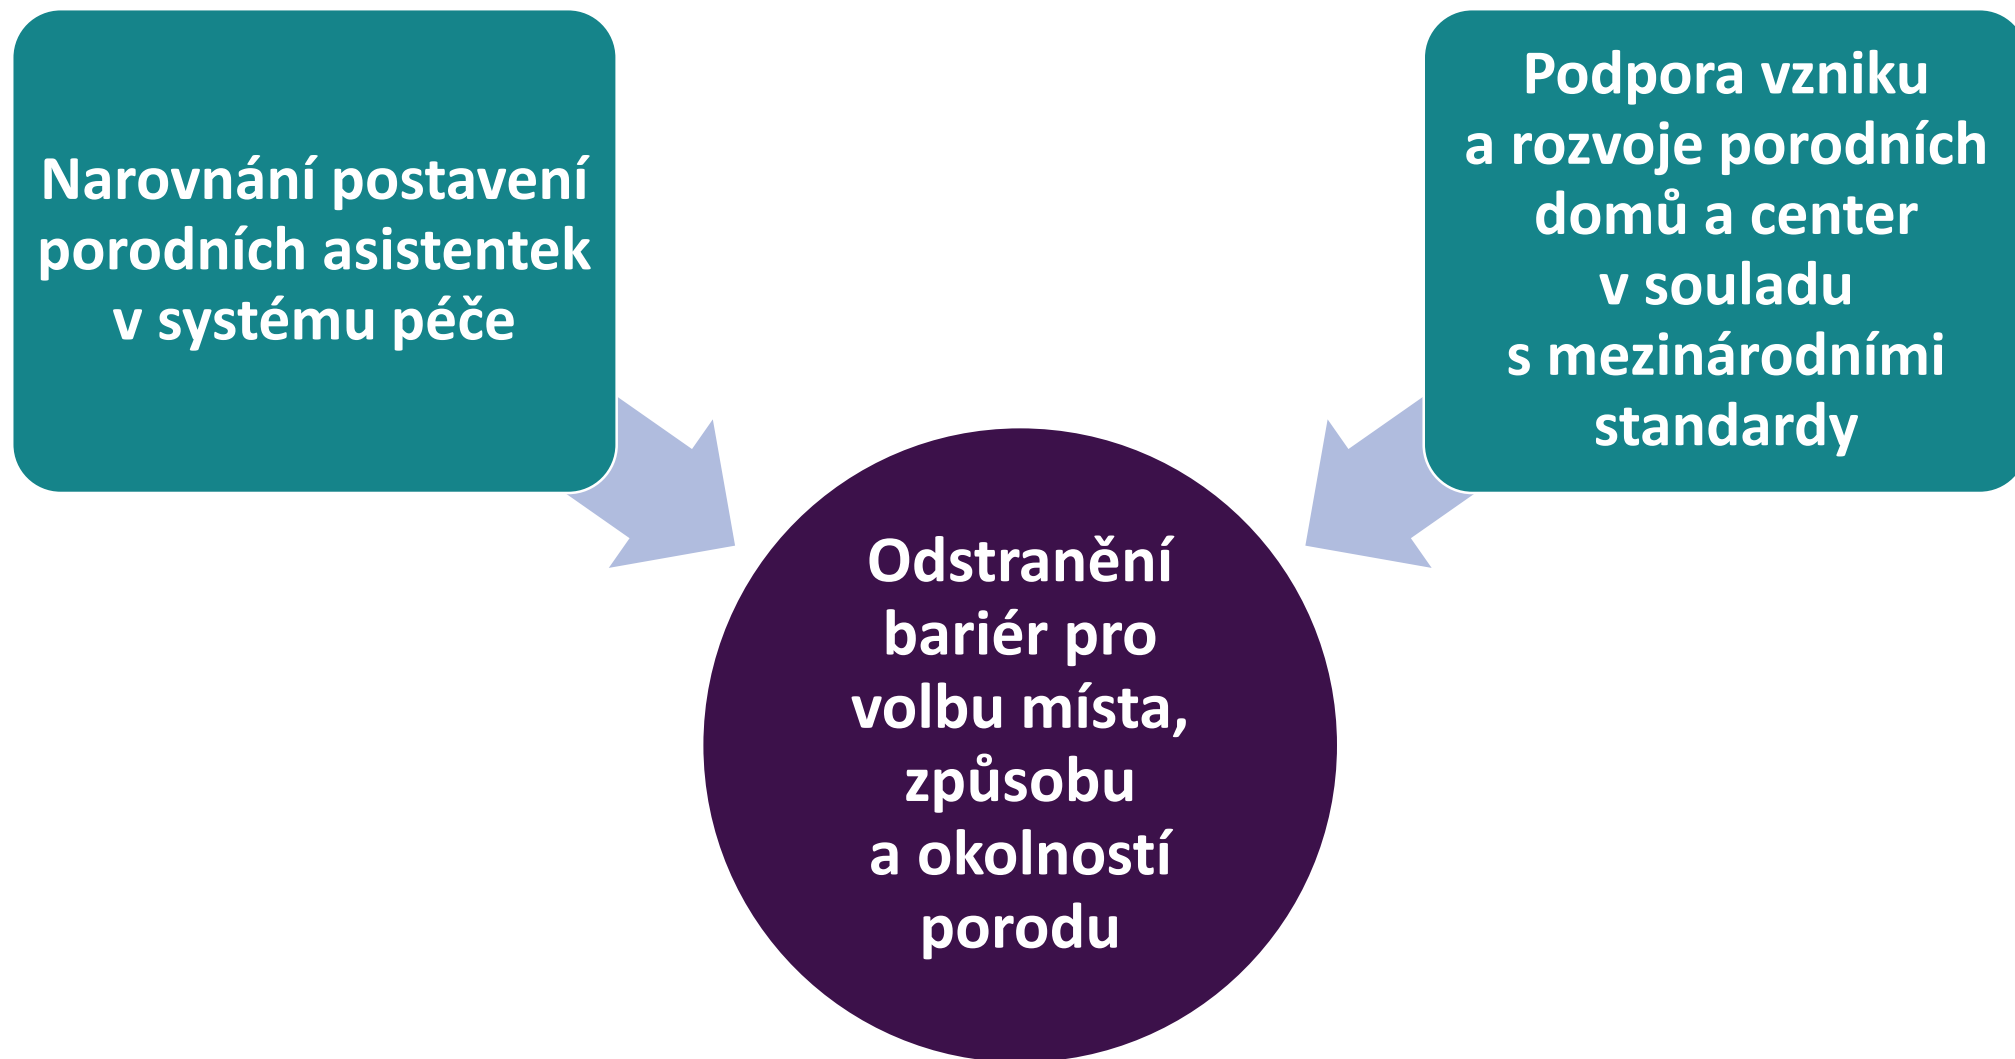 Narovnání postavení
porodních asistentek
v systému péče
Podpora vzniku
a rozvoje porodních
domů a center
v souladu
s mezinárodními
standardy
Odstranění
bariér pro
volbu místa,
způsobu
a okolností
porodu